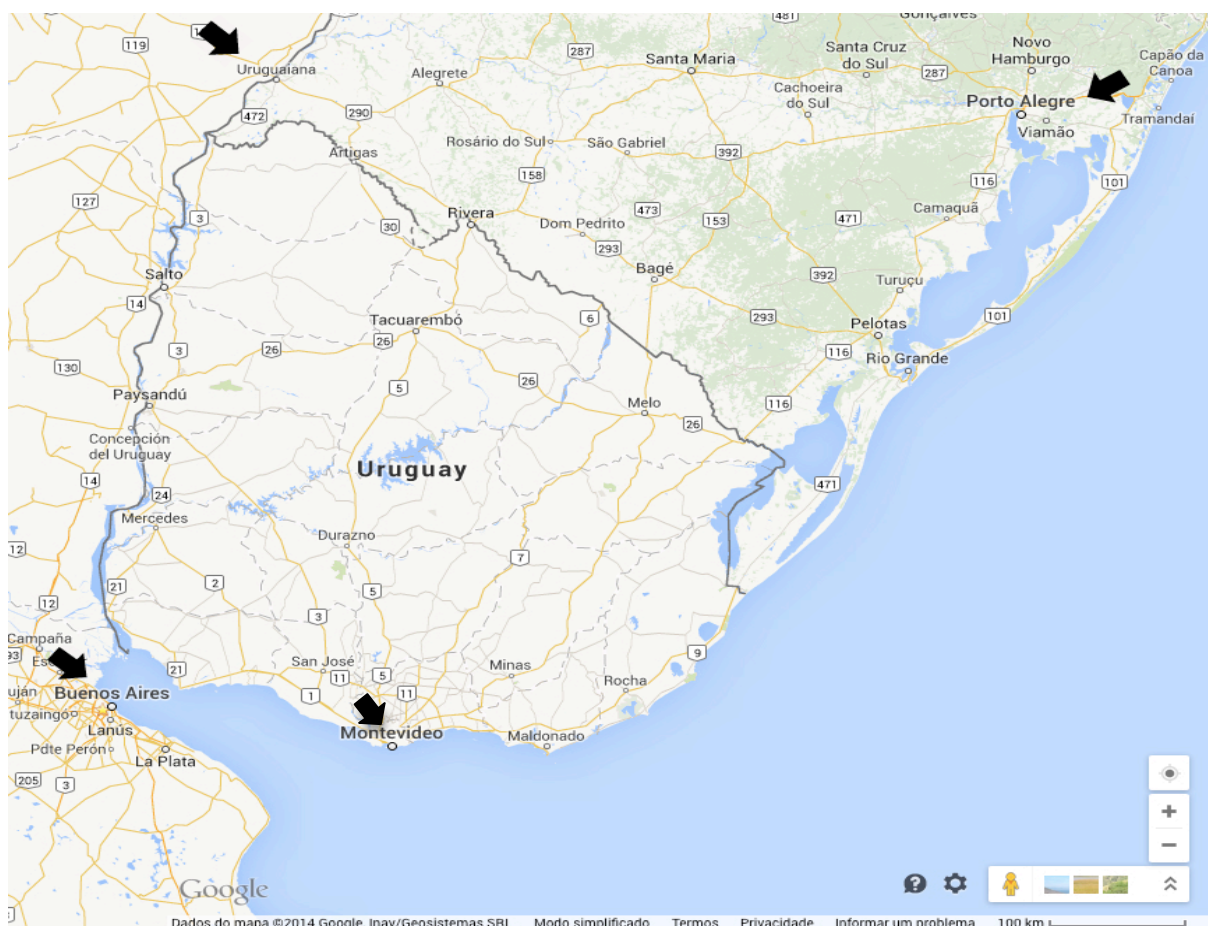 481
Gonçalves
119
287
Santa Maria
Santa Cruz
do Sul
Novo
Hamburgo
Capão da
Canoa
Uruguaiana
Alegrete
287
Cachoeira
do Sul
Porto Alegre
Tramandaí
Viamão
472
290
Artigas
Rosário do Sul
São Gabriel
392
158
116
101
127
3
30
Rivera
Dom Pedrito
473
153
471
Camaquã
293
Salto
Bagé
392
Turuçu
14
Tacuarembó
6
293
101
Pelotas
3
26
26
116
Rio Grande
130
5
26
Paysandú
Melo
116
26
Concepción
del Uruguay
Uruguay
14
24
471
Mercedes
Durazno
12
7
21
2
5
12
3
Campaña
93
San José
Minas
9
21
11
5
11
1
Rocha
Buenos Aires
Lanús
Montevideo
Maldonado
Pdte Perón
La Plata
205
3
Google
Dados do mapa ©2014 Google, Inav/Geosistemas SRL
Modo simplificado
Termos
Privacidade
Informar um problema
100 km